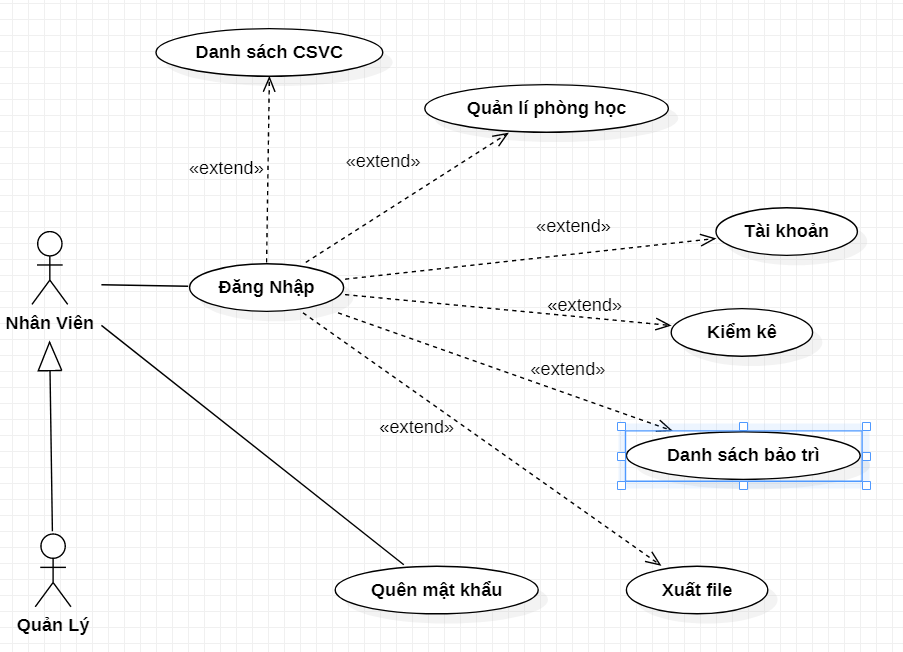 Danh sách CSVC
Quản lí phòng học
«extend»
«extend»
«extend»
Tài khoản
Đăng Nhập
«extend»
Nhân Viên
Kiểm kê
«extend»
«extend»
Danh sách bảo trì
Quên mật khẩu
Xuất file
Quản Lý